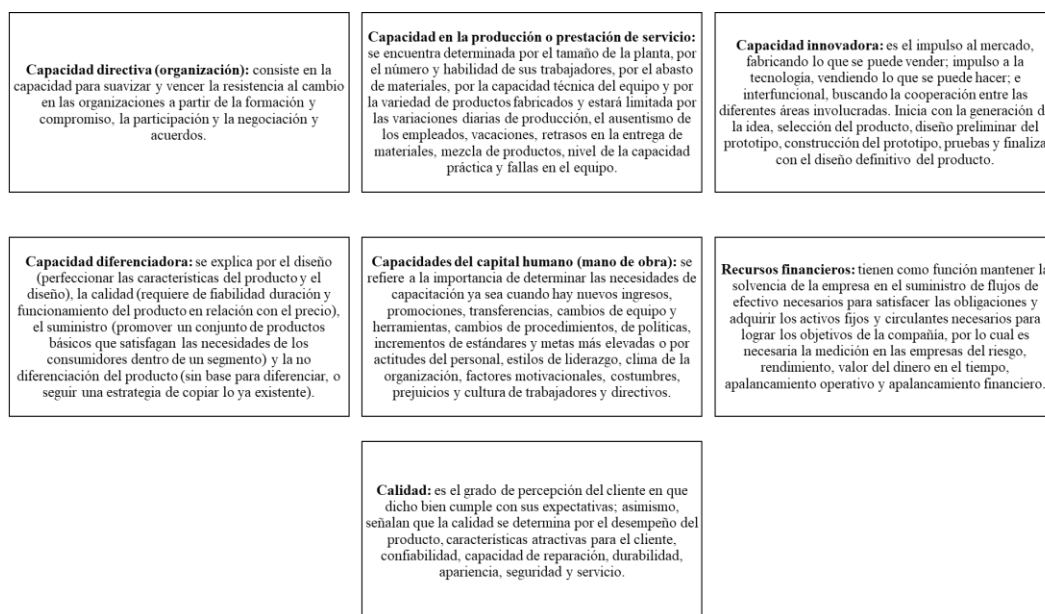 Capacidad directiva (organización): consiste en la
capacidad para suavizar y vencer la resistencia al cambio
en las organizaciones a partir de la formación y
compromiso, la participación y la negociación y
acuerdos.
Capacidad en la producción o prestación de servicio:
se encuentra determinada por el tamaño de la planta, por
el número y habilidad de sus trabajadores, por el abasto
de materiales, por la capacidad técnica del equipo y por
la variedad de productos fabricados y estará limitada por
las variaciones diarias de producción, el ausentismo de
los empleados, vacaciones, retrasos en la entrega de
materiales, mezcla de productos, nivel de la capacidad
práctica y fallas en el equipo.
Capacidad innovadora: es el impulso al mercado,
fabricando lo que se puede vender; impulso a la
tecnología, vendiendo lo que se puede hacer; e
interfuncional, buscando la cooperación entre las
diferentes áreas involucradas. Inicia con la generación d
la idea, selección del producto, diseño preliminar del
prototipo, construcción del prototipo, pruebas y finaliza
con el diseño definitivo del producto.
Capacidad diferenciadora: se explica por el diseño
(perfeccionar las características del producto y el
diseño), la calidad (requiere de fiabilidad duración y
funcionamiento del producto en relación con el precio),
el suministro (promover un conjunto de productos
básicos que satisfagan las necesidades de los
consumidores dentro de un segmento) y la no
diferenciación del producto (sin base para diferenciar, o
seguir una estrategia de copiar lo ya existente).
Capacidades del capital humano (mano de obra): se
refiere a la importancia de determinar las necesidades de
capacitación ya sea cuando hay nuevos ingresos,
promociones, transferencias, cambios de equipo y
herramientas, cambios de procedimientos, de políticas,
incrementos de estándares y metas más elevadas o por
actitudes del personal, estilos de liderazgo, clima de la
organización, factores motivacionales, costumbres,
prejuicios y cultura de trabajadores y directivos.
Recursos financieros: tienen como función mantener l
solvencia de la empresa en el suministro de flujos de
efectivo necesarios para satisfacer las obligaciones y
adquirir los activos fijos y circulantes necesarios para
lograr los objetivos de la compañía, por lo cual es
necesaria la medición en las empresas del riesgo,
rendimiento, valor del dinero en el tiempo,
apalancamiento operativo y apalancamiento financiero.
Calidad: es el grado de percepción del cliente en que
dicho bien cumple con sus expectativas; asimismo,
señalan que la calidad se determina por el desempeño del
producto, características atractivas para el cliente,
confiabilidad, capacidad de reparación, durabilidad,
apariencia, seguridad y servicio.